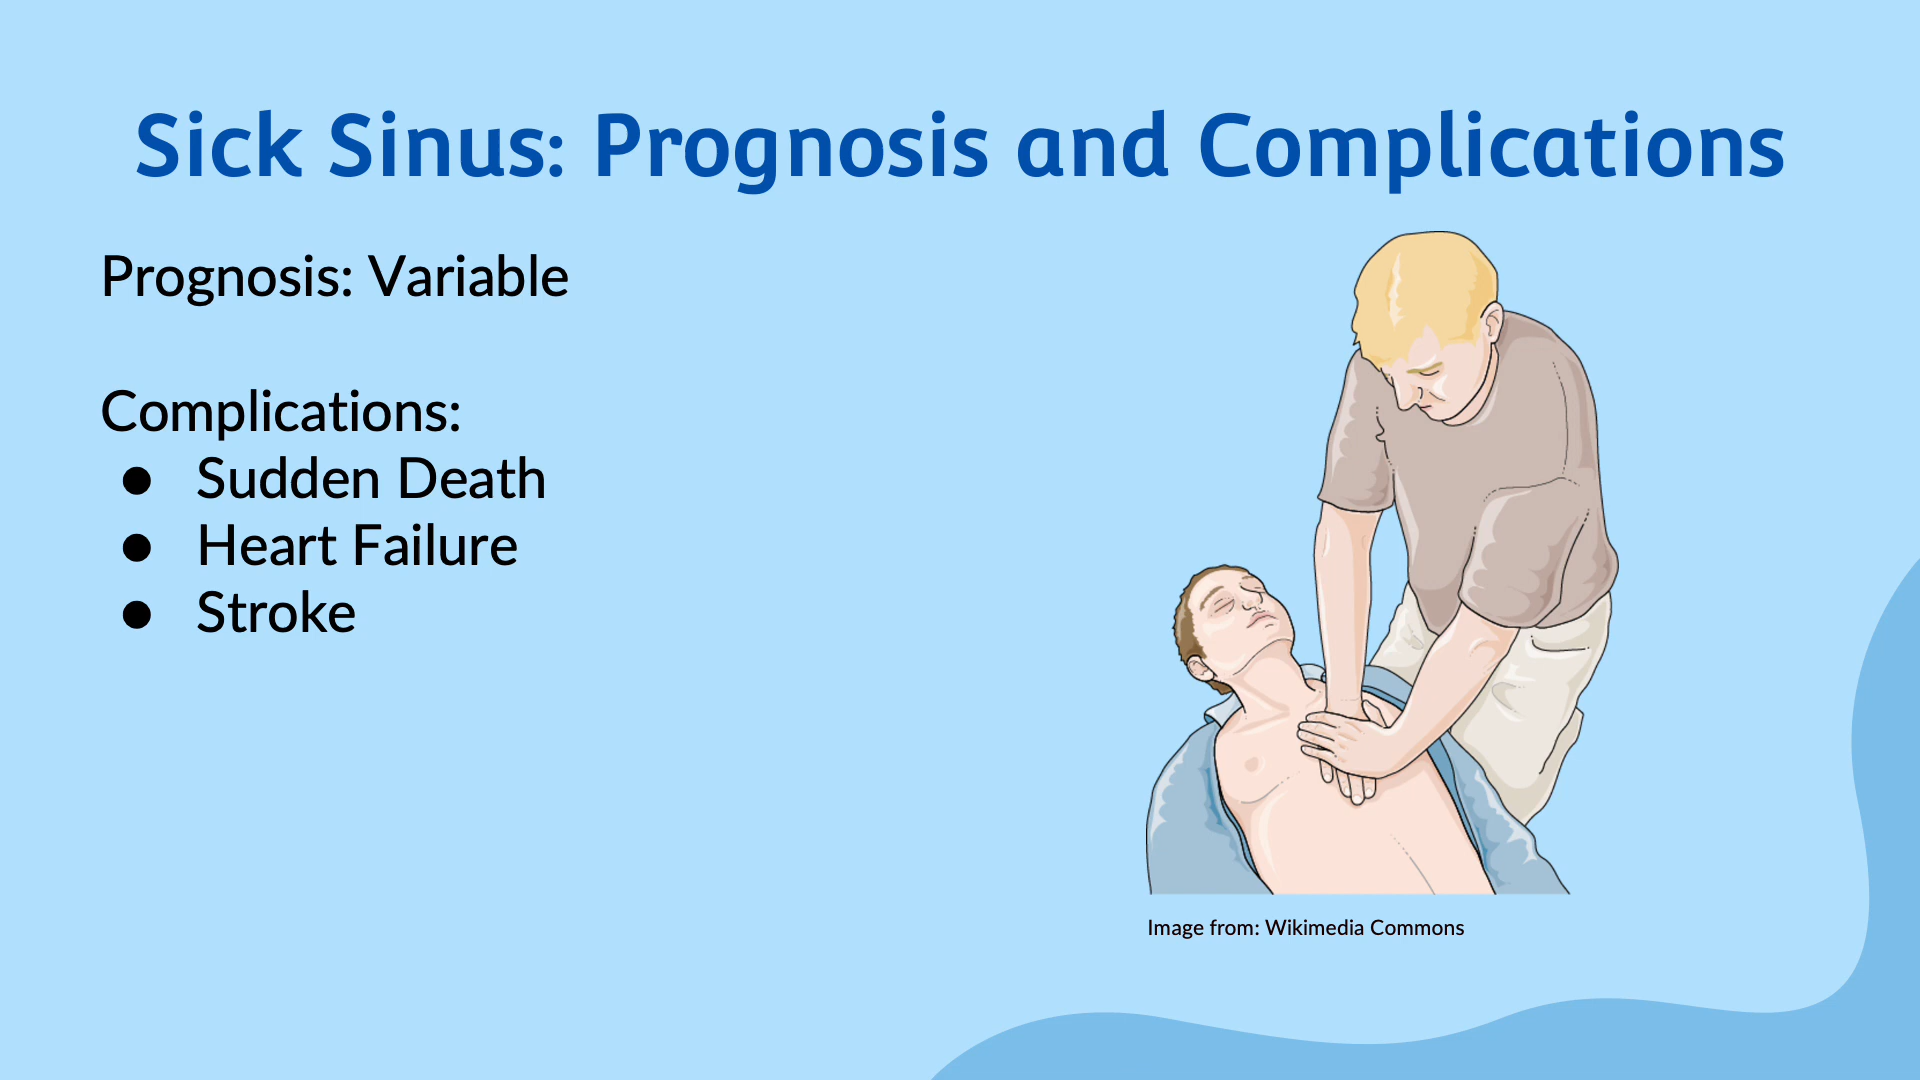 Sick Sinus: Prognosis and Complications
Prognosis: Variable
Complications:
● Sudden Death
● Heart Failure
● Stroke
Image from: Wikimedia Commons